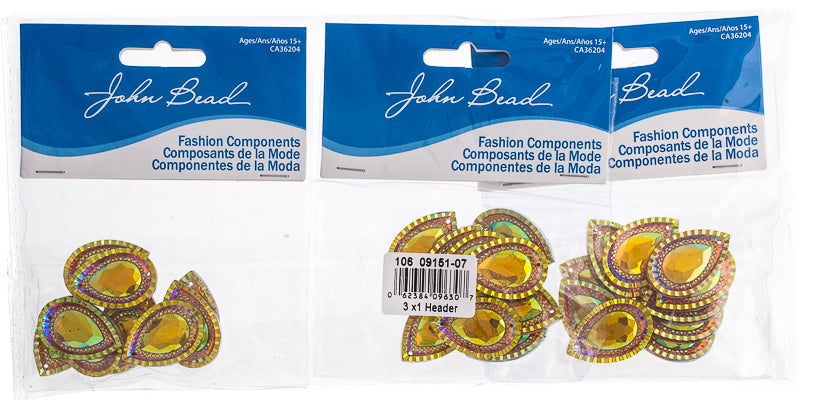 Ages/Ans/Años 15+
CA36204
John Bead
Fashion Components
Composants de la Mode
Componentes de la Moda
Ages/Ans/Años 15+
CA36204
John Bead
Fashion Components
Composants de la Mode
Componentes de la Moda
106 09151-07
0 62384 09630 7
3 x1 Header
Ages/Ans/Años 15+
CA36204
Bead
Fashion Components
Composants de la Mode
Componentes de la Moda